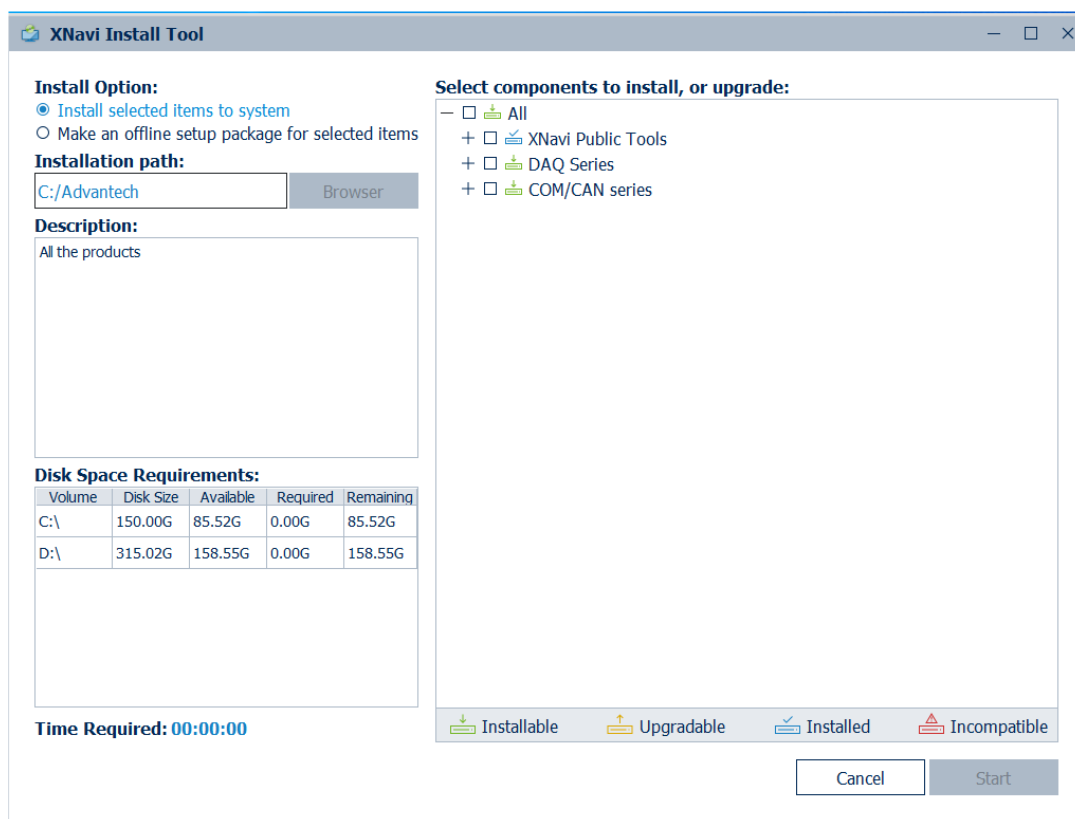 XNavi Install Tool
Install Option:
Install selected items to system
Make an offline setup package for selected items
Installation path:
C:/Advantech
Browser
Description:
All the products
Disk Space Requirements:
Volume Disk Size Available Required Remaining
C:\ 150.00G 85.52G 0.00G 85.52G
D:\ 315.02G 158.55G 0.00G 158.55G
Time Required: 00:00:00
Select components to install, or upgrade:
All
XNavi Public Tools
DAQ Series
COM/CAN series
Installable Upgradable Installed Incompatible
Cancel Start